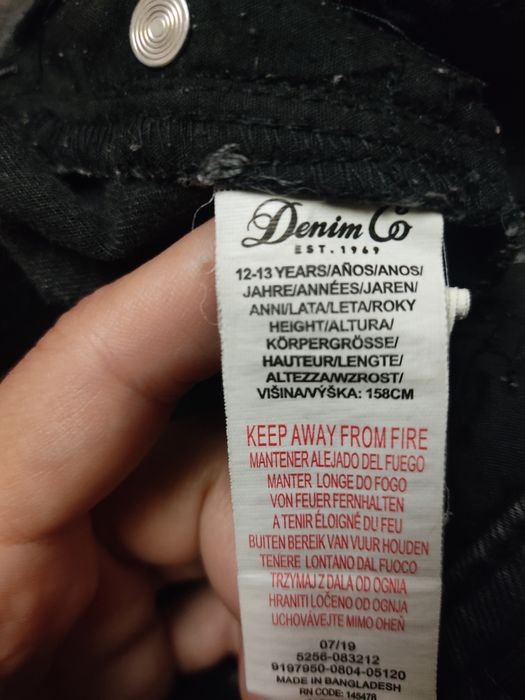 Denim Co
EST. 1969
12-13 YEARS/AÑOS/ANOS/
JAHRE/ANNÉES/JAREN/
ANNI/LATA/LETA/ROKY
HEIGHT/ALTURA/
KÖRPERGRÖSSE/
HAUTEUR/LENGTE/
ALTEZZA/WZROST/
VIŠINA/VÝŠKA: 158CM
KEEP AWAY FROM FIRE
MANTENER ALEJADO DEL FUEGO
MANTER LONGE DO FOGO
VON FEUER FERNHALTEN
A TENIR ÉLOIGNÉ DU FEU
BUITEN BEREIK VAN VUUR HOUDEN
TENERE LONTANO DAL FUOCO
TRZYMAJ Z DALA OD OGNIA
HRANITI LOČENO OD OGNJA
UCHOVÁVEJTE MIMO OHEŇ
07/19
5256-083212
9197950-0804-05120
MADE IN BANGLADESH
RN CODE: 145478